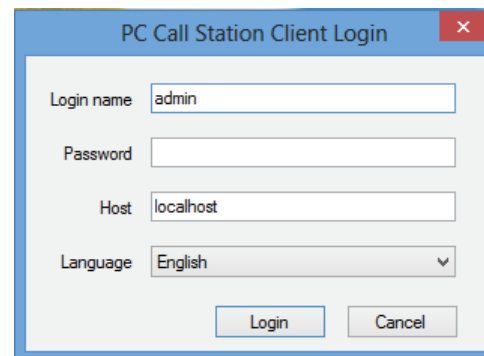 PC Call Station Client Login
Login name admin
Password
Host localhost
Language English
Login Cancel